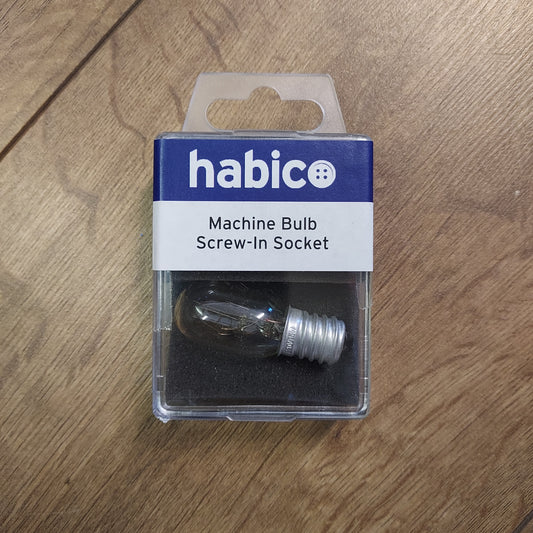 habico
Machine Bulb
Screw-In Socket